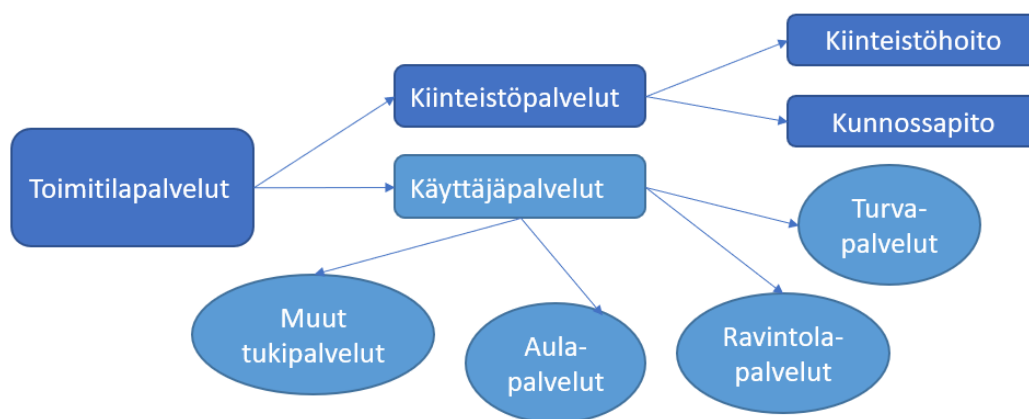 Kiinteistöhoito
Kiinteistöpalvelut
Kunnossapito
Toimitilapalvelut
Käyttäjäpalvelut
Turva-
palvelut
Muut
tukipalvelut
Aula-
palvelut
Ravintola-
palvelut